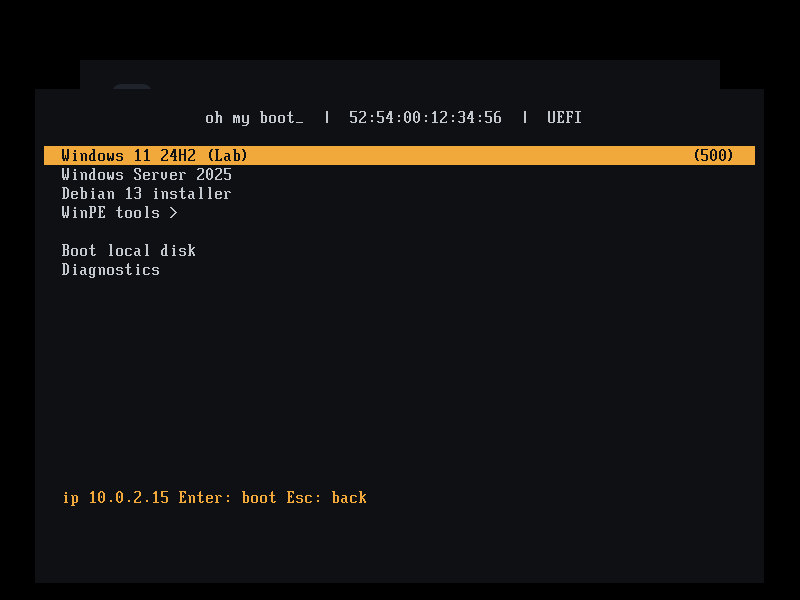 oh my boot_ | 52:54:00:12:34:56 | UEFI
Windows 11 24H2 (Lab) (500)
Windows Server 2025
Debian 13 installer
WinPE tools >
Boot local disk
Diagnostics
ip 10.0.2.15 Enter: boot Esc: back